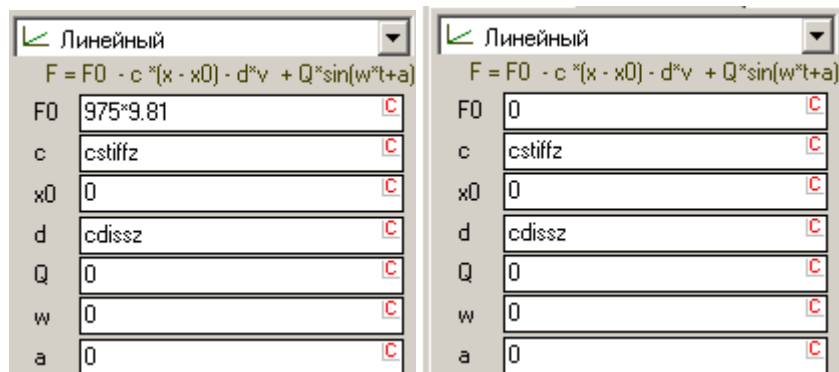 Линейный
F = F0 - c *(x - x0) - d*v + Q*sin(w*t+a)
F0 975*9.81 C
c cstiffz C
x0 0 C
d cdissz C
Q 0 C
w 0 C
a 0 C
Линейный
F = F0 - c *(x - x0) - d*v + Q*sin(w*t+a)
F0 0 C
c cstiffz C
x0 0 C
d cdissz C
Q 0 C
w 0 C
a 0 C